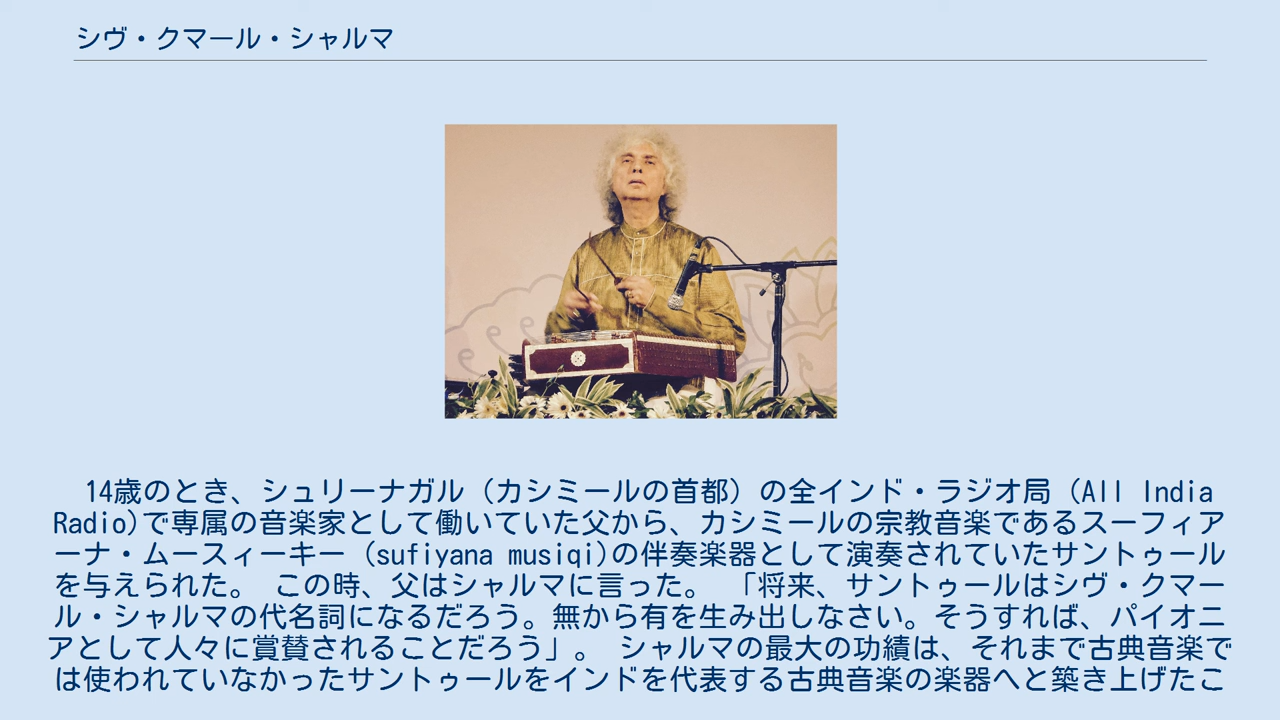 シヴ・クマール・シャルマ
14歳のとき、シュリーナガル（カシミールの首都）の全インド・ラジオ局（All India
Radio)で専属の音楽家として働いていた父から、カシミールの宗教音楽であるスーフィア
ーナ・ムースィーキー（sufiyana musiqi)の伴奏楽器として演奏されていたサントゥール
を与えられた。　この時、父はシャルマに言った。　「将来、サントゥールはシヴ・クマー
ル・シャルマの代名詞になるだろう。無から有を生み出しなさい。そうすれば、パイオニ
アとして人々に賞賛されることだろう」。　シャルマの最大の功績は、それまで古典音楽で
は使われていなかったサントゥールをインドを代表する古典音楽の楽器へと築き上げたこ